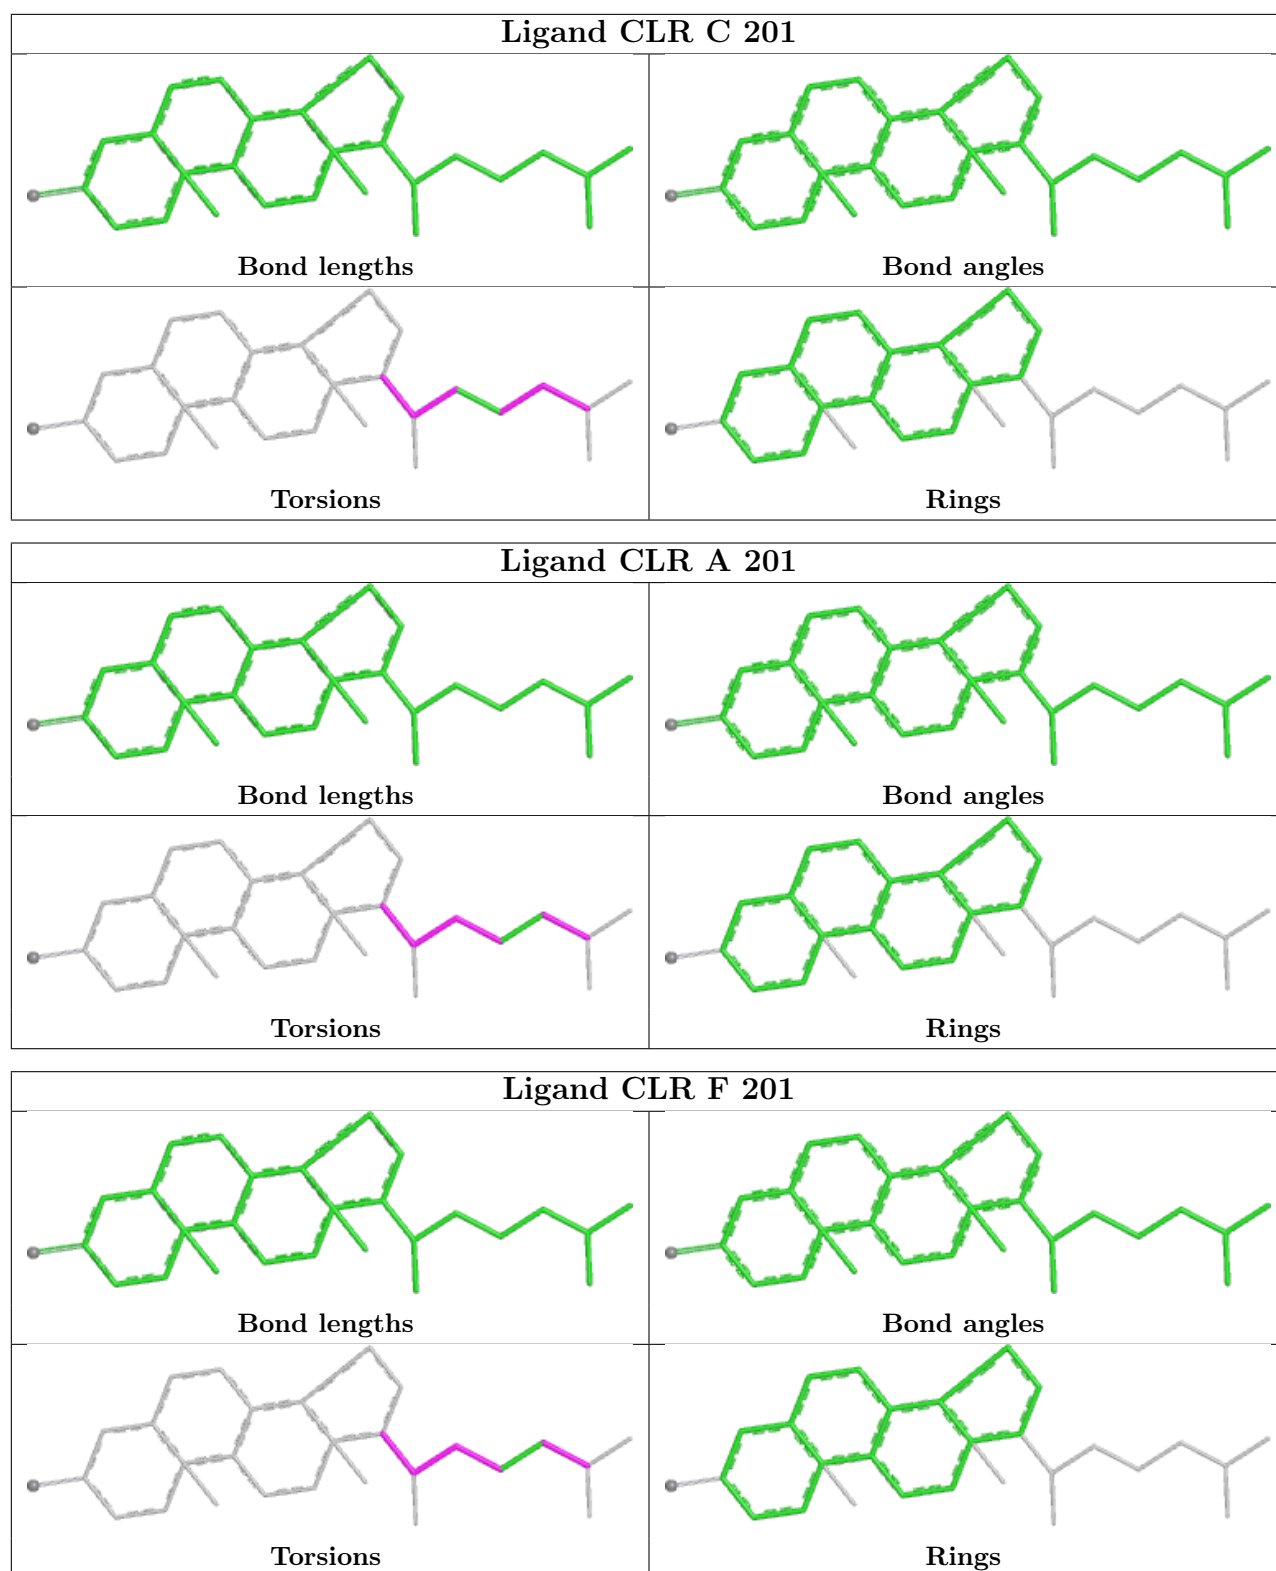 Ligand CLR C 201
Bond lengths
Bond angles
Torsions
Rings
Ligand CLR A 201
Bond lengths
Bond angles
Torsions
Rings
Ligand CLR F 201
Bond lengths
Bond angles
Torsions
Rings